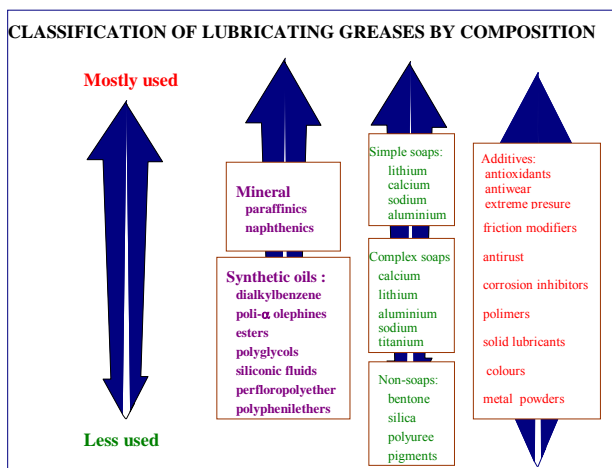 CLASSIFICATION OF LUBRICATING GREASES BY COMPOSITION
Mostly used
Less used
Mineral
paraffinics
naphthenics
Synthetic oils :
dialkylbenzene
poli-α olephines
esters
polyglycols
siliconic fluids
perfloropolyether
polyphenilethers
Simple soaps:
lithium
calcium
sodium
aluminium
Complex soaps
calcium
lithium
aluminium
sodium
titanium
Non-soaps:
bentone
silica
polyuree
pigments
Additives:
antioxidants
antiwear
extreme presure
friction modifiers
antirust
corrosion inhibitors
polimers
solid lubricants
colours
metal powders